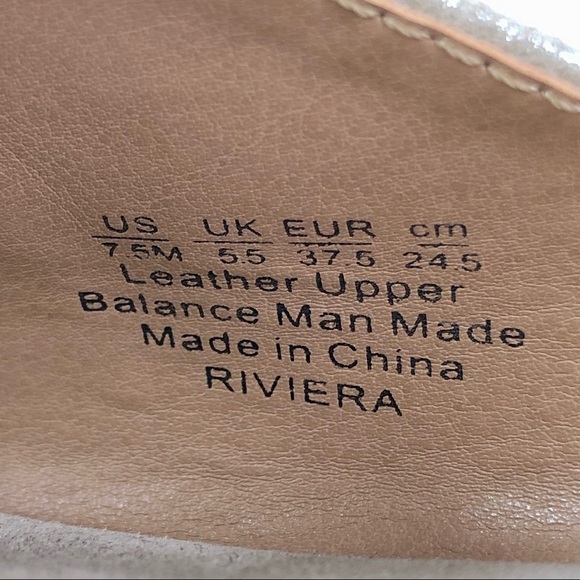 US UK EUR cm
7.5M 5.5 37.5 24.5
Leather Upper
Balance Man Made
Made in China
RIVIERA